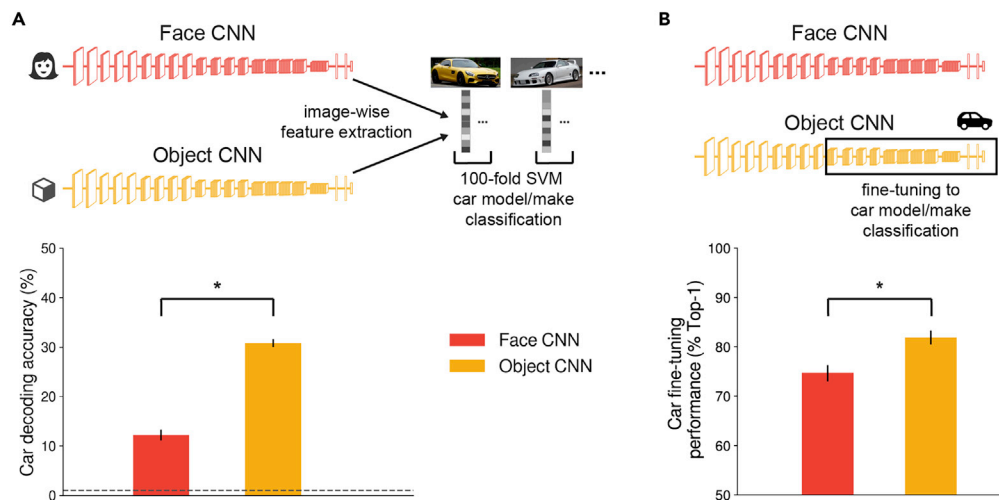 A
Face CNN
image-wise
feature extraction
...
...
...
Object CNN
100-fold SVM
car model/make
classification
50
40
30
20
10
0
Car decoding accuracy (%)
*
Face CNN
Object CNN
B
Face CNN
Object CNN
fine-tuning to
car model/make
classification
100
90
80
70
60
50
Car fine-tuning
performance (% Top-1)
*